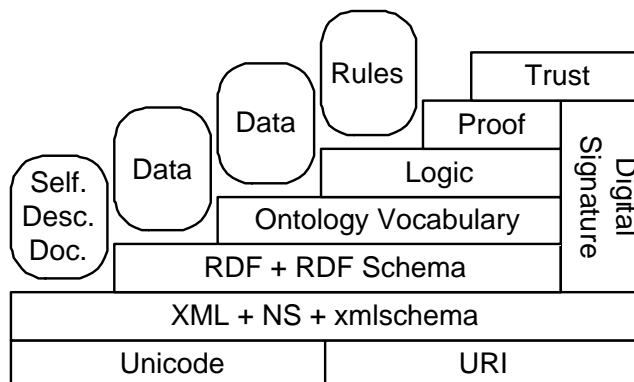 Rules
Trust
Data
Proof
Data
Logic
Self.
Desc.
Doc.
Digital
Signature
Ontology Vocabulary
RDF + RDF Schema
XML + NS + xmlschema
Unicode
URI